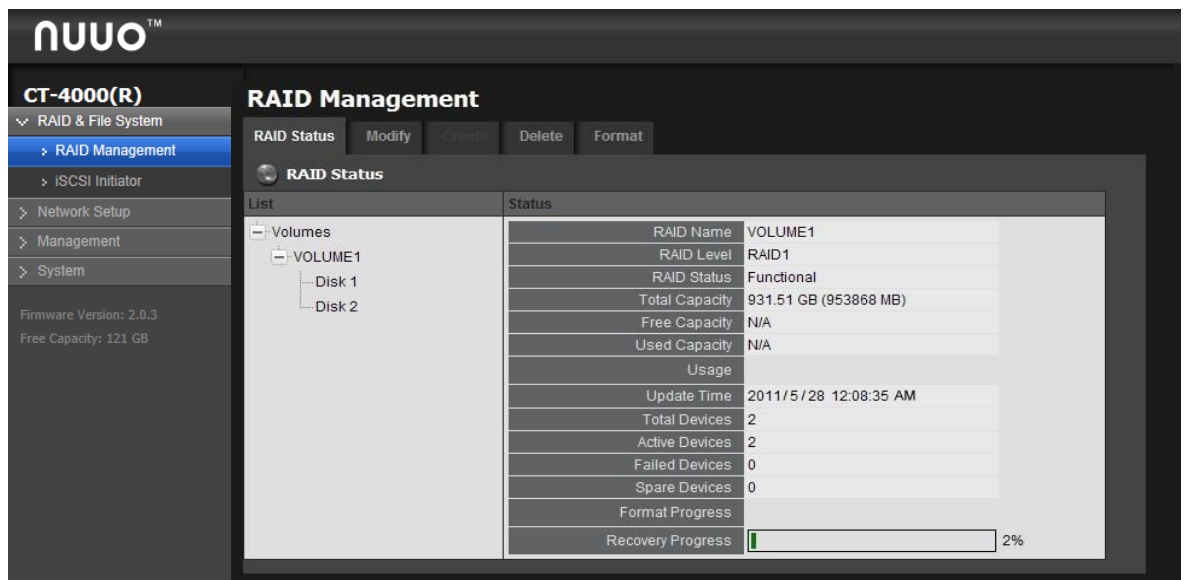 nuuo™
CT-4000(R)
RAID & File System
RAID Management
iSCSI Initiator
Network Setup
Management
System
Firmware Version: 2.0.3
Free Capacity: 121 GB
RAID Management
RAID Status Modify Create Delete Format
RAID Status
List Status
Volumes
VOLUME1
Disk 1
Disk 2
RAID Name VOLUME1
RAID Level RAID1
RAID Status Functional
Total Capacity 931.51 GB (953868 MB)
Free Capacity N/A
Used Capacity N/A
Usage
Update Time 2011/5/28 12:08:35 AM
Total Devices 2
Active Devices 2
Failed Devices 0
Spare Devices 0
Format Progress
Recovery Progress 2%